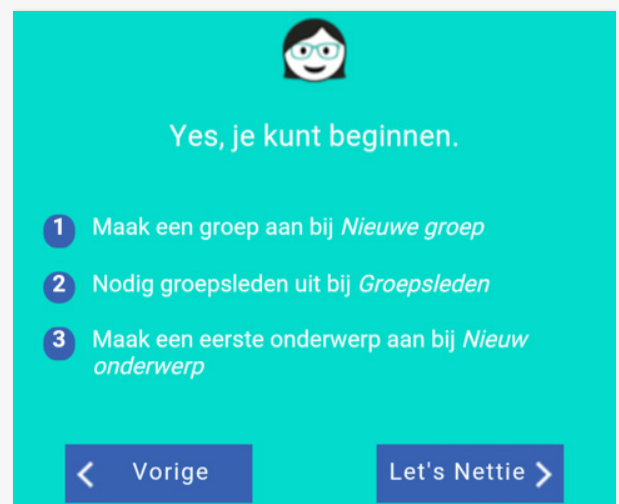 Yes, je kunt beginnen.
1 Maak een groep aan bij Nieuwe groep
2 Nodig groepsleden uit bij Groepsleden
3 Maak een eerste onderwerp aan bij Nieuw
onderwerp
Vorige
Let's Nettie